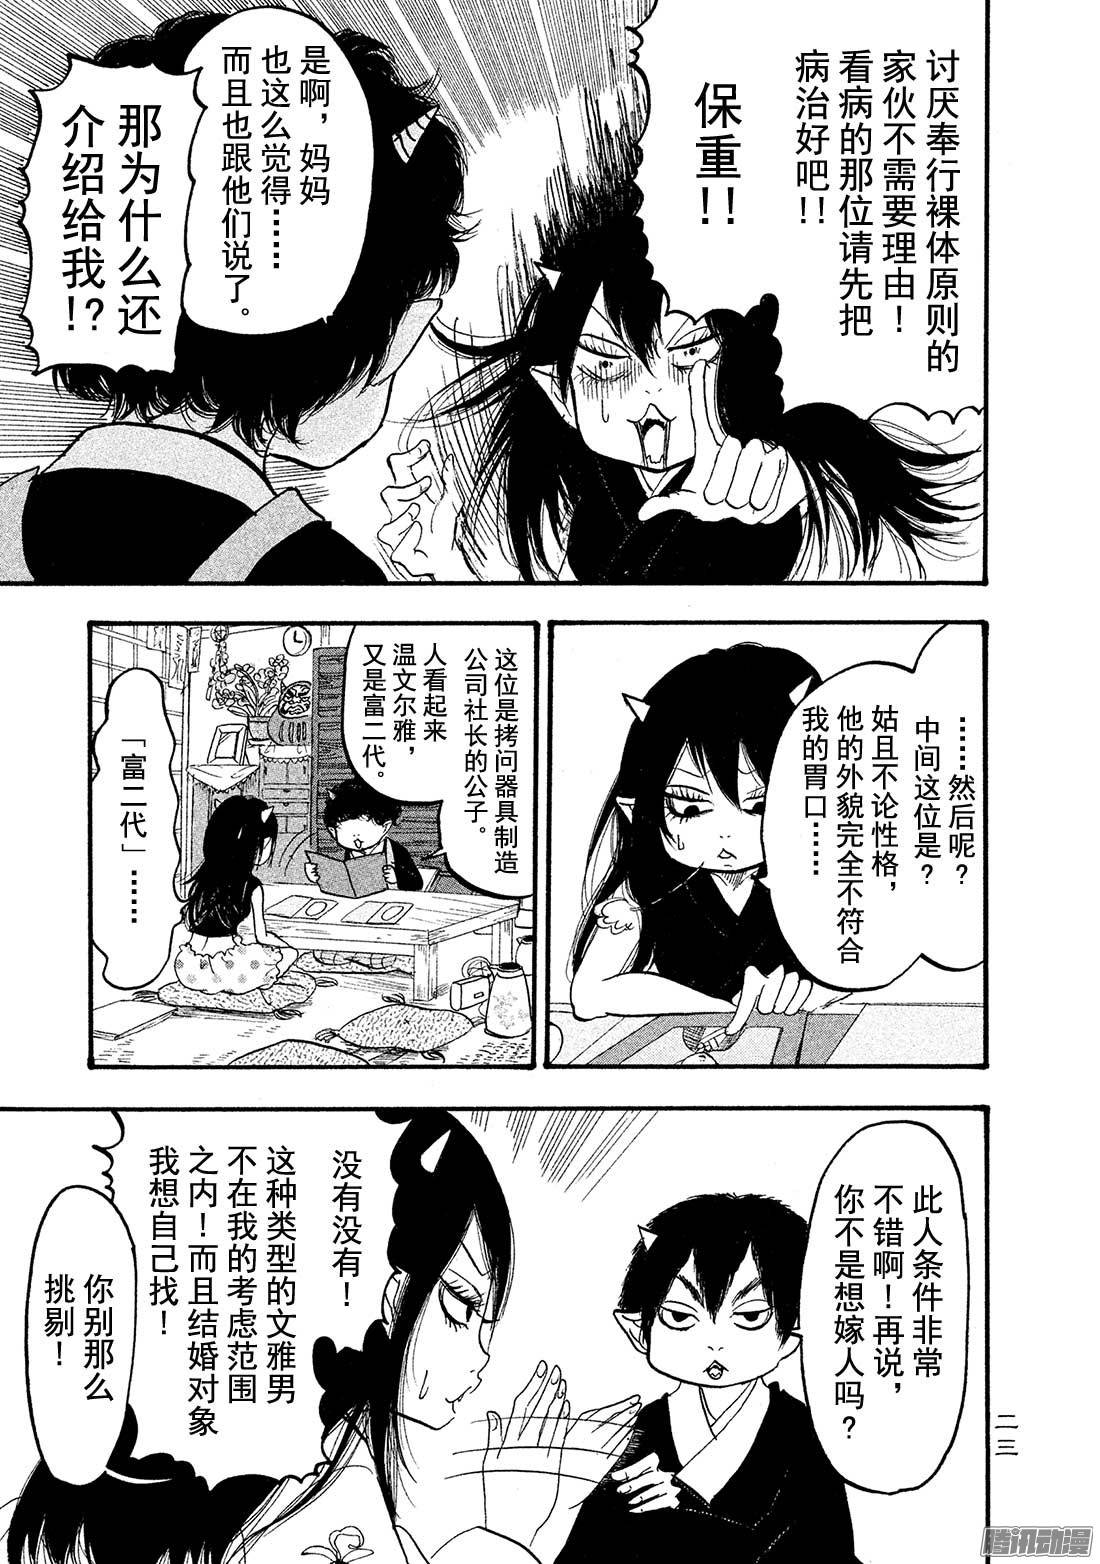 讨厌奉行裸体原则的
家伙不需要理由！
看病的那位请先把
病治好吧!!
保重!!
是啊，妈妈
也这么觉得……
而且也跟他们说了。
那为什么还
介绍给我!?
……然后呢？
中间这位是？
姑且不论性格，
他的外貌完全不符合
我的胃口……
这位是拷问器具制造
公司社长的公子。
人看起来
温文尔雅，
又是富二代。
「富二代」……
此人条件非常
不错啊！再说，
你不是想嫁人吗？
没有没有！
这种类型的文雅男
不在我的考虑范围
之内！而且结婚对象
我想自己找！
你别那么
挑剔！
二三
腾讯动漫